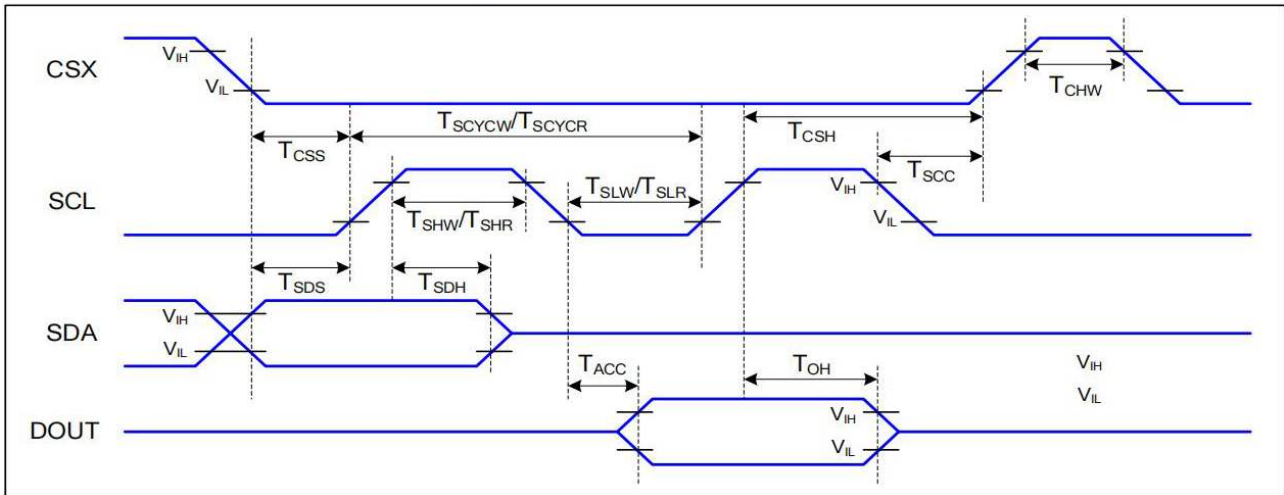 CSX
VIH
VIL
TCHW
TSCYCW/TSCYCR
TCSS
TCSH
TSCC
SCL
TSLW/TSLR
VIH
TSHW/TSHR
VIL
TSDS
TSDH
SDA
VIH
VIL
TACC
TOH
VIH
VIL
DOUT
VIH
VIL